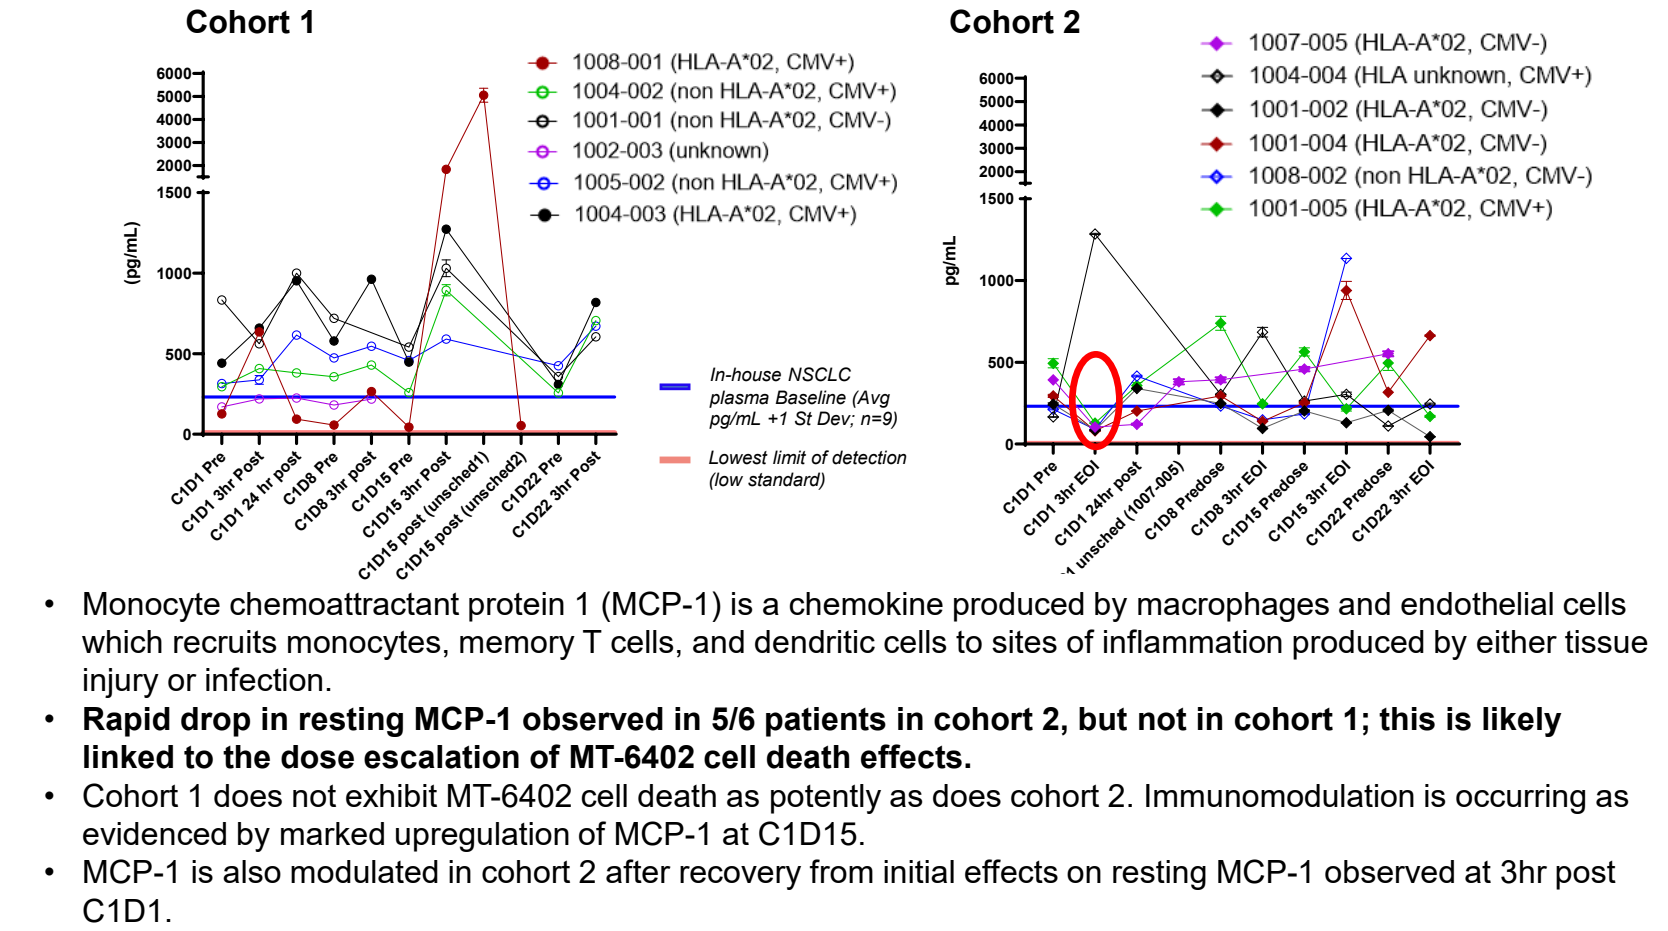 Cohort 1
6000
5000
4000
3000
2000
1500
1000
500
0
(pg/mL)
C1D1 Pre
C1D1 3hr Post
C1D1 24 hr post
C1D8 Pre
C1D8 3hr post
C1D15 Pre
C1D15 3hr Post
C1D15 post (unsched1)
C1D15 post (unsched2)
C1D22 Pre
C1D22 3hr Post
1008-001 (HLA-A*02, CMV+)
1004-002 (non HLA-A*02, CMV+)
1001-001 (non HLA-A*02, CMV-)
1002-003 (unknown)
1005-002 (non HLA-A*02, CMV+)
1004-003 (HLA-A*02, CMV+)
In-house NSCLC
plasma Baseline (Avg
pg/mL +1 St Dev; n=9)
Lowest limit of detection
(low standard)
Cohort 2
6000
5000
4000
3000
2000
1500
1000
500
0
pg/mL
C1D1 Pre
C1D1 3hr EOI
C1D1 24hr post
unsched (1007-005)
C1D8 Predose
C1D8 3hr EOI
C1D15 Predose
C1D15 3hr EOI
C1D22 Predose
C1D22 3hr EOI
1007-005 (HLA-A*02, CMV-)
1004-004 (HLA unknown, CMV+)
1001-002 (HLA-A*02, CMV-)
1001-004 (HLA-A*02, CMV-)
1008-002 (non HLA-A*02, CMV-)
1001-005 (HLA-A*02, CMV+)
• Monocyte chemoattractant protein 1 (MCP-1) is a chemokine produced by macrophages and endothelial cells
which recruits monocytes, memory T cells, and dendritic cells to sites of inflammation produced by either tissue
injury or infection.
• Rapid drop in resting MCP-1 observed in 5/6 patients in cohort 2, but not in cohort 1; this is likely
linked to the dose escalation of MT-6402 cell death effects.
• Cohort 1 does not exhibit MT-6402 cell death as potently as does cohort 2. Immunomodulation is occurring as
evidenced by marked upregulation of MCP-1 at C1D15.
• MCP-1 is also modulated in cohort 2 after recovery from initial effects on resting MCP-1 observed at 3hr post
C1D1.